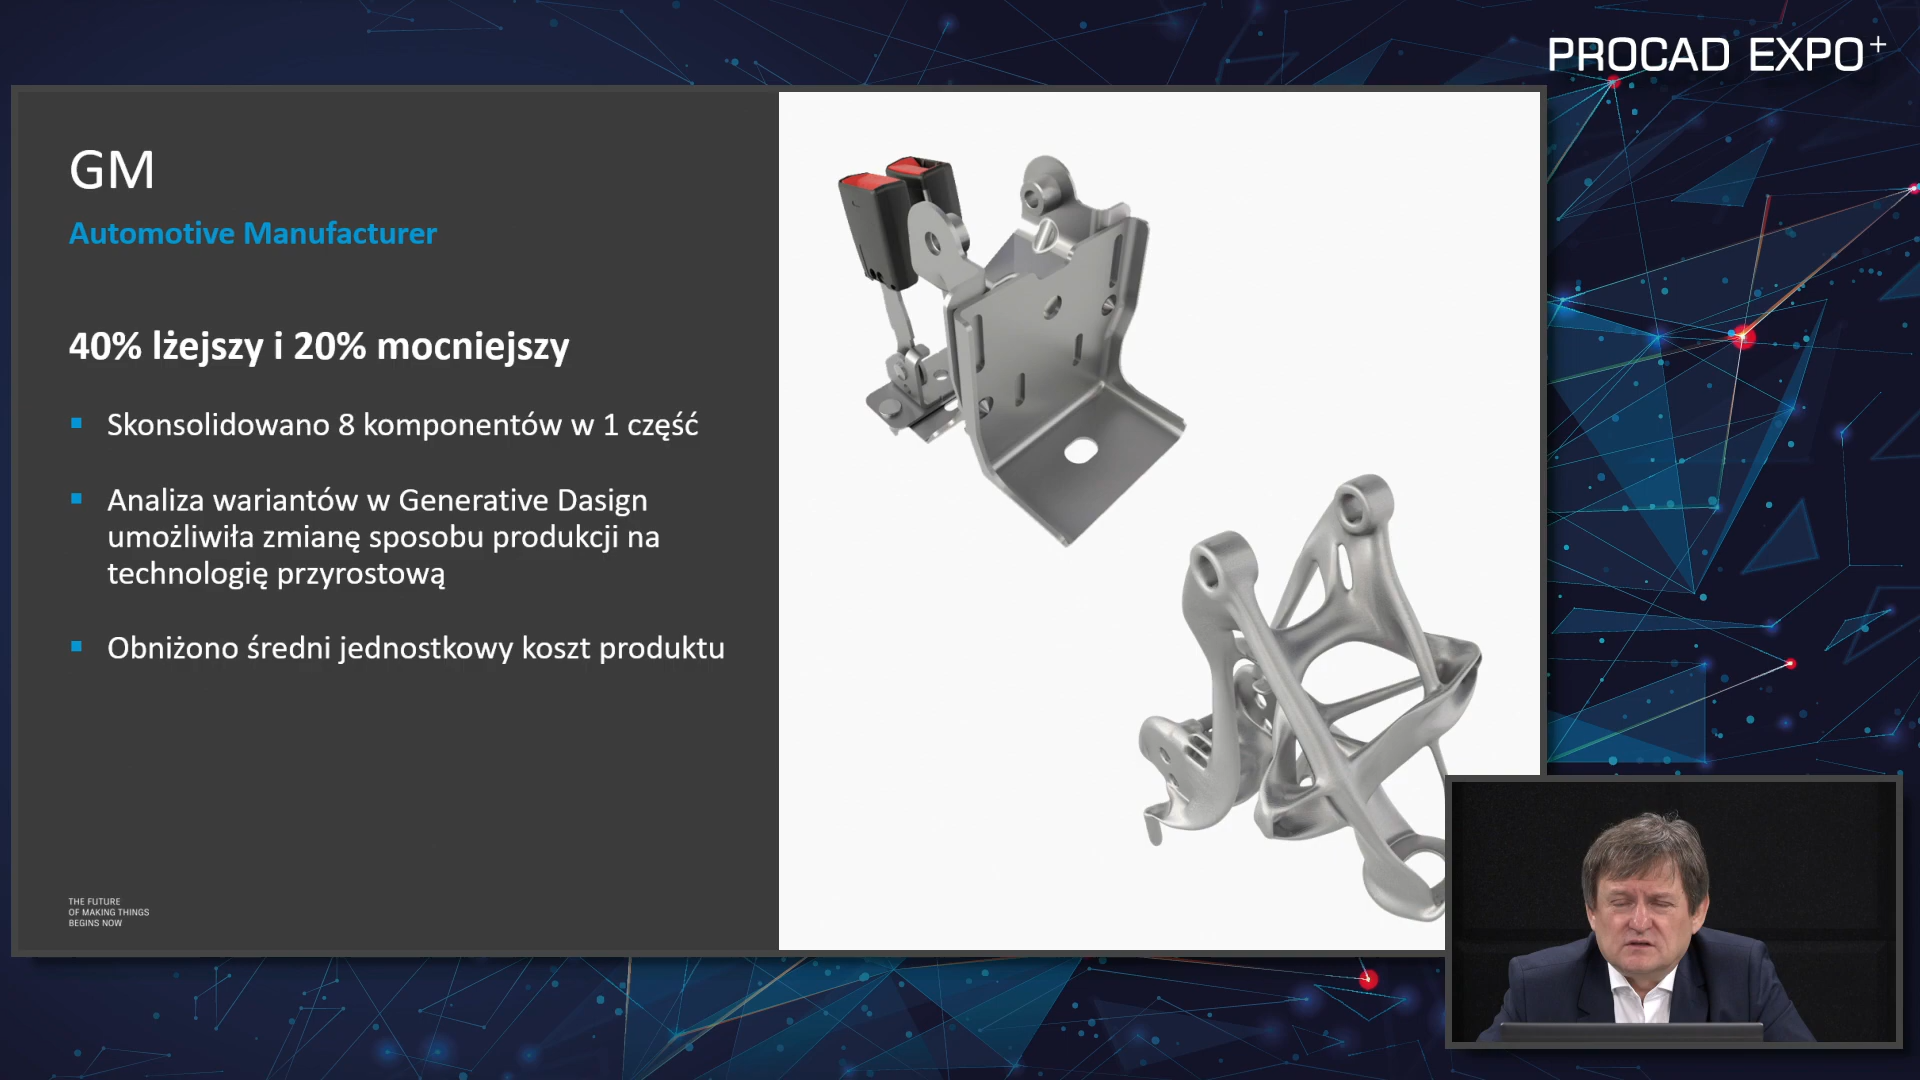 PROCAD EXPO+
GM
Automotive Manufacturer
40% lżejszy i 20% mocniejszy
Skonsolidowano 8 komponentów w 1 część
Analiza wariantów w Generative Dasign
umożliwiła zmianę sposobu produkcji na
technologię przyrostową
Obniżono średni jednostkowy koszt produktu
THE FUTURE
OF MAKING THINGS
BEGINS NOW